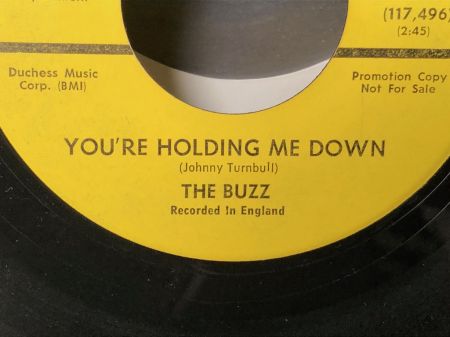 (117,496)
(2:45)
Duchess Music
Corp. (BMI)
Promotion Copy
Not For Sale
YOU'RE HOLDING ME DOWN
(Johnny Turnbull)
THE BUZZ
Recorded In England